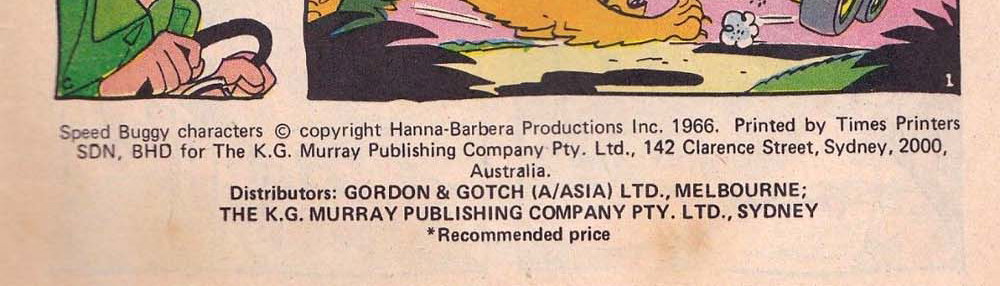 1
Speed Buggy characters © copyright Hanna-Barbera Productions Inc. 1966. Printed by Times Printers
SDN, BHD for The K.G. Murray Publishing Company Pty. Ltd., 142 Clarence Street, Sydney, 2000,
Australia.
Distributors: GORDON & GOTCH (A/ASIA) LTD., MELBOURNE;
THE K.G. MURRAY PUBLISHING COMPANY PTY. LTD., SYDNEY
*Recommended price